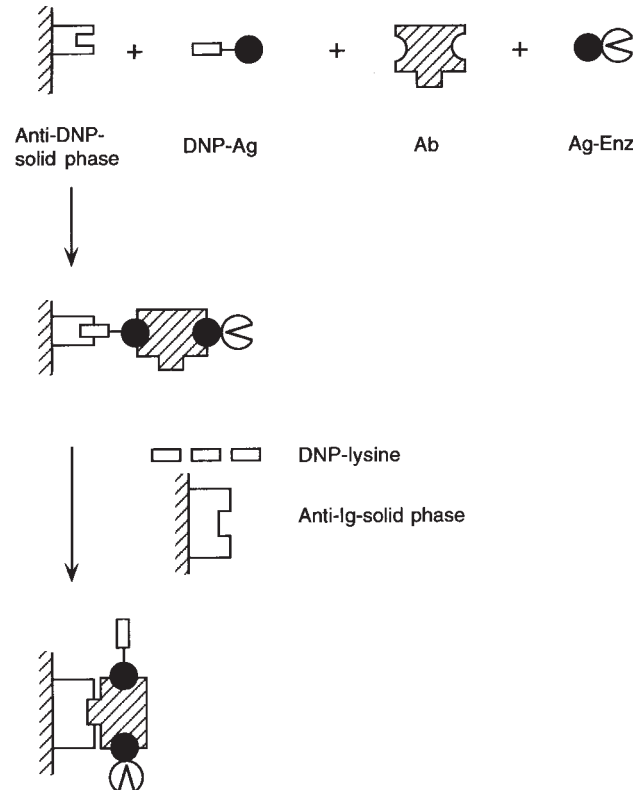 + + +
Anti-DNP-
solid phase
DNP-Ag
Ab
Ag-Enz
DNP-lysine
Anti-Ig-solid phase